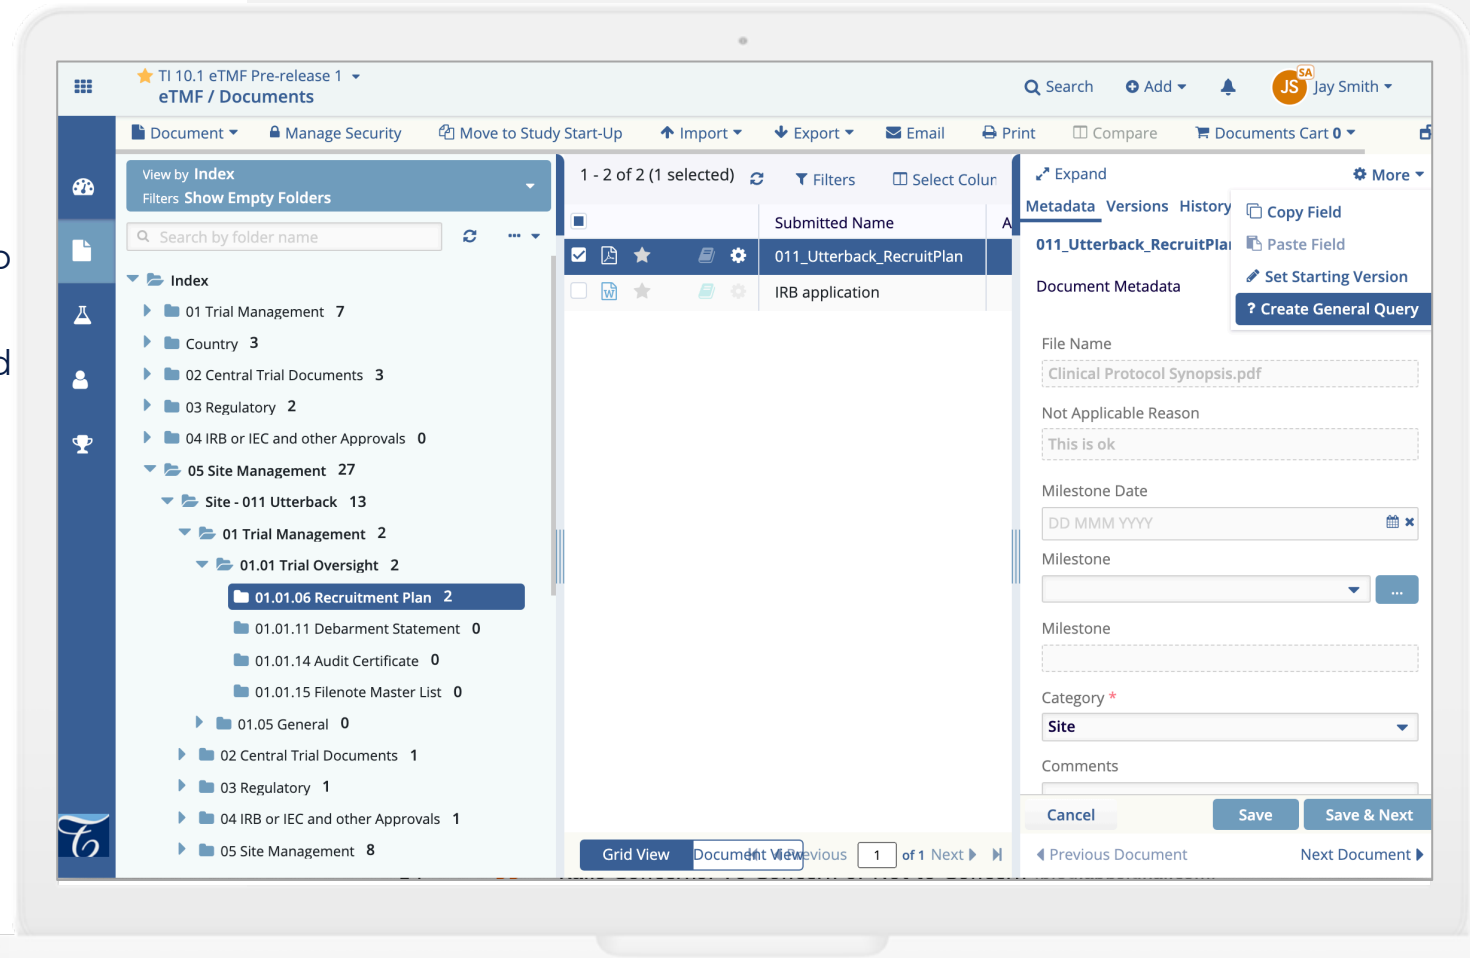 TI 10.1 eTMF Pre-release 1
eTMF / Documents
Search
Add
SA
JS
Jay Smith
Document
Manage Security
Move to Study Start-Up
Import
Export
Email
Print
Compare
Documents Cart 0
View by Index
Filters Show Empty Folders
Search by folder name
Index
01 Trial Management 7
Country 3
02 Central Trial Documents 3
03 Regulatory 2
04 IRB or IEC and other Approvals 0
05 Site Management 27
Site - 011 Utterback 13
01 Trial Management 2
01.01 Trial Oversight 2
01.01.06 Recruitment Plan 2
01.01.11 Debarment Statement 0
01.01.14 Audit Certificate 0
01.01.15 Filenote Master List 0
01.05 General 0
02 Central Trial Documents 1
03 Regulatory 1
04 IRB or IEC and other Approvals 1
05 Site Management 8
1 - 2 of 2 (1 selected)
Filters
Select Colun
Submitted Name
A
011_Utterback_RecruitPlan
IRB application
Grid View
Document View
Previous
1
of 1 Next
Expand
More
Metadata Versions History
Copy Field
Paste Field
Set Starting Version
? Create General Query
011_Utterback_RecruitPla
Document Metadata
File Name
Clinical Protocol Synopsis.pdf
Not Applicable Reason
This is ok
Milestone Date
DD MMM YYYY
Milestone
...
Milestone
Category *
Site
Comments
Cancel
Save
Save & Next
Previous Document
Next Document